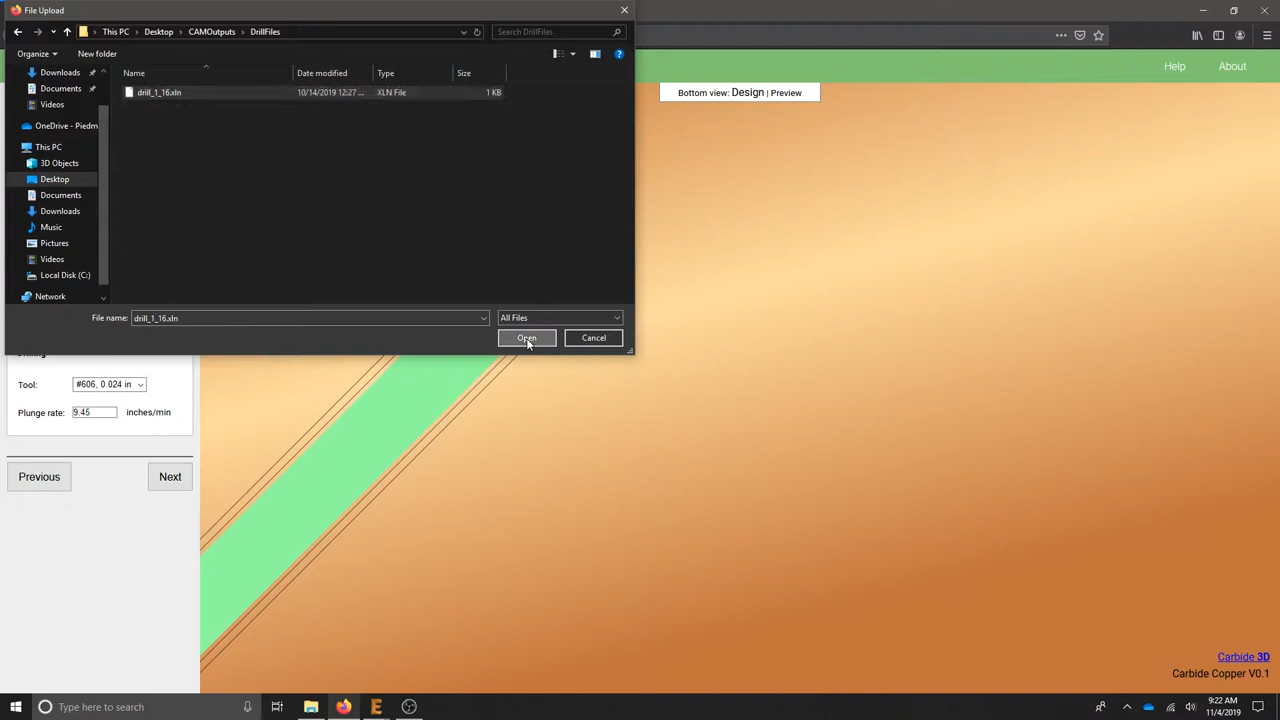 File Upload
This PC > Desktop > CAMOutputs > DrillFiles
Search DrillFiles
Organize
New folder
Help
About
Downloads
Documents
Videos
OneDrive - Piedm
This PC
3D Objects
Desktop
Documents
Downloads
Music
Pictures
Videos
Local Disk (C:)
Network
Name
Date modified
Type
Size
drill_1_16.xln
10/14/2019 12:27 ...
XLN File
1 KB
Bottom view: Design | Preview
File name:
drill_1_16.xln
All Files
Open
Cancel
Tool:
#606, 0.024 in
Plunge rate:
9.45
inches/min
Previous
Next
Carbide 3D
Carbide Copper V0.1
Type here to search
9:22 AM
11/4/2019